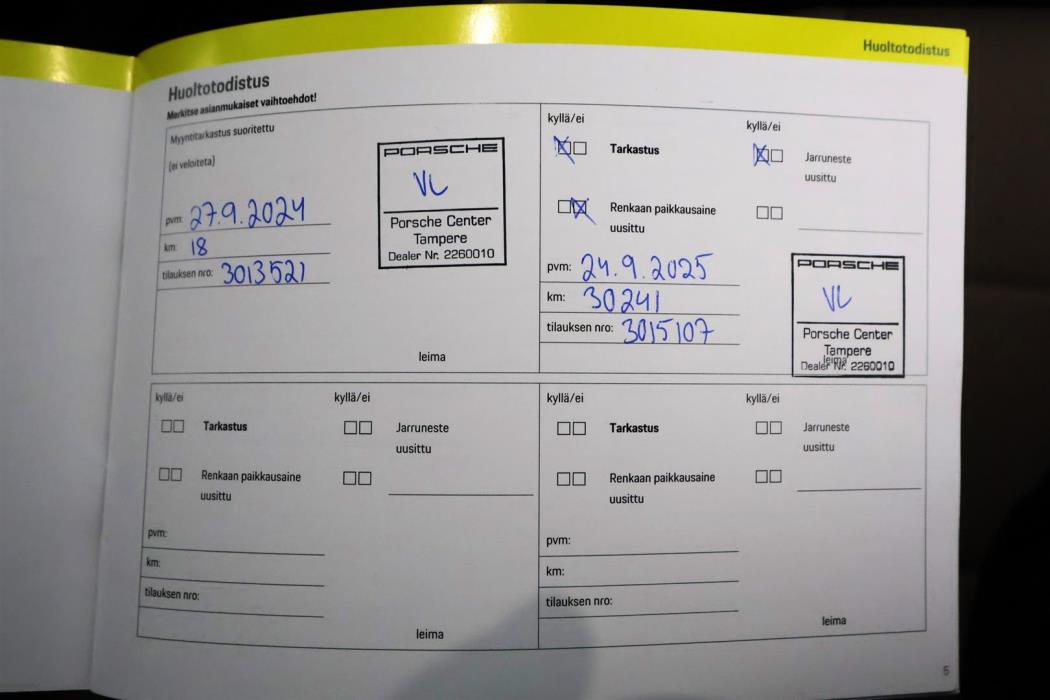 Huoltotodistus
Huoltotodistus
Merkitse asianmukaiset vaihtoehdot!
Myyntitarkastus suoritettu
(ei veloiteta)
pvm: 27.9.2024
km: 18
tilauksen nro: 3013521
PORSCHE
VL
Porsche Center
Tampere
Dealer Nr. 2260010
leima
kyllä/ei
kyllä/ei
Tarkastus
Jarruneste
uusittu
Renkaan paikkausaine
uusittu
pvm: 24.9.2025
km: 30241
tilauksen nro: 3015107
PORSCHE
VL
Porsche Center
Tampere
leima
Dealer Nr. 2260010
kyllä/ei
kyllä/ei
Tarkastus
Jarruneste
uusittu
Renkaan paikkausaine
uusittu
pvm:
km:
tilauksen nro:
leima
kyllä/ei
kyllä/ei
Tarkastus
Jarruneste
uusittu
Renkaan paikkausaine
uusittu
pvm:
km:
tilauksen nro:
leima
5